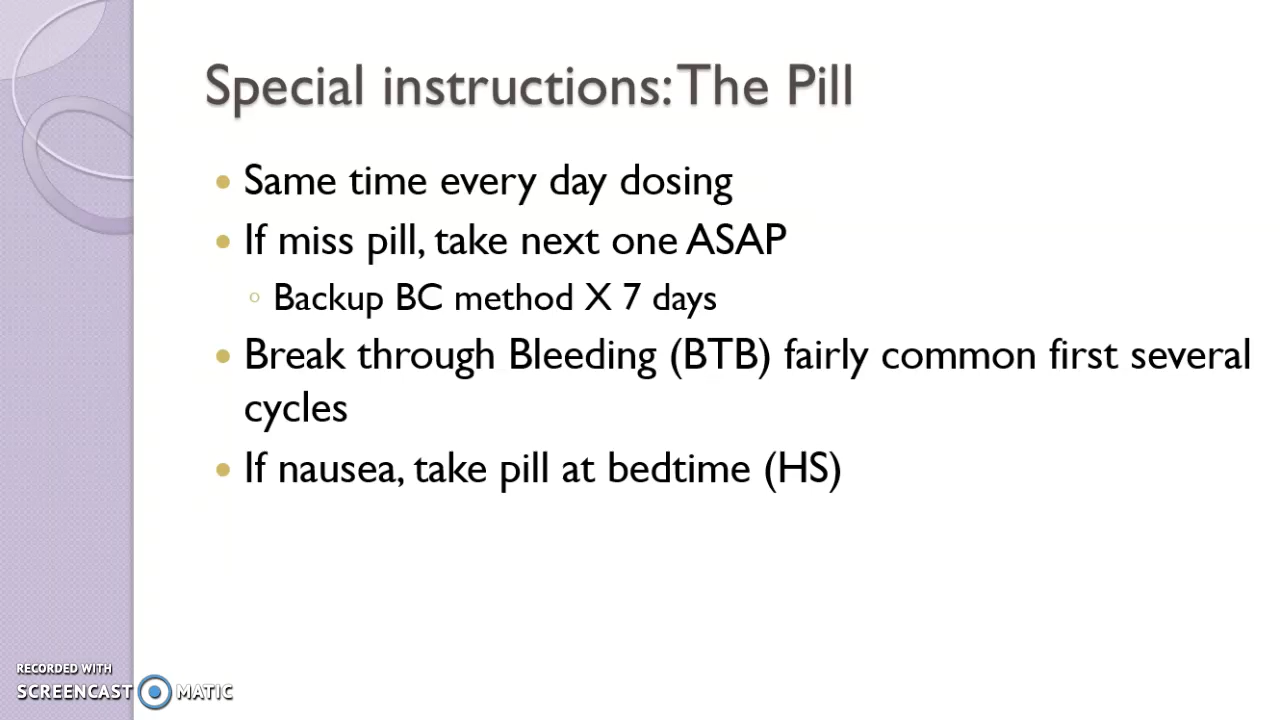 Special instructions: The Pill
• Same time every day dosing
• If miss pill, take next one ASAP
◦ Backup BC method X 7 days
• Break through Bleeding (BTB) fairly common first several
cycles
• If nausea, take pill at bedtime (HS)
RECORDED WITH
SCREENCAST MATIC